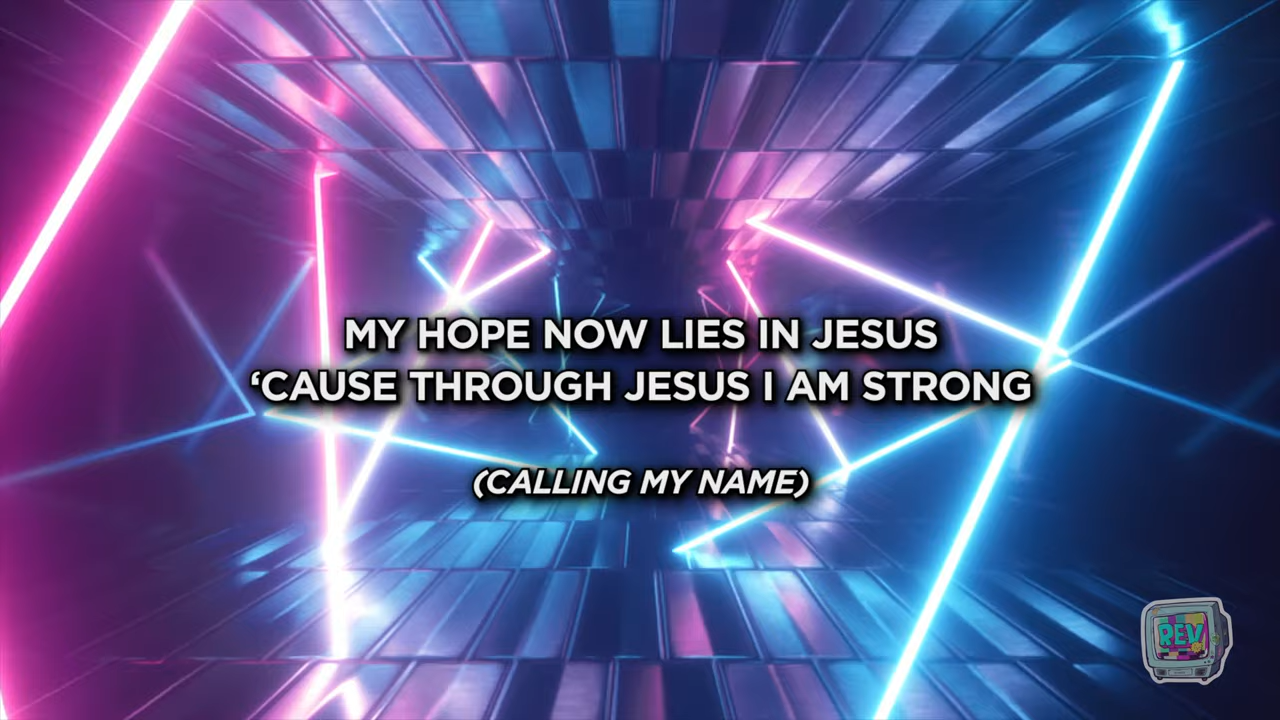 MY HOPE NOW LIES IN JESUS
‘CAUSE THROUGH JESUS I AM STRONG
(CALLING MY NAME)
REV